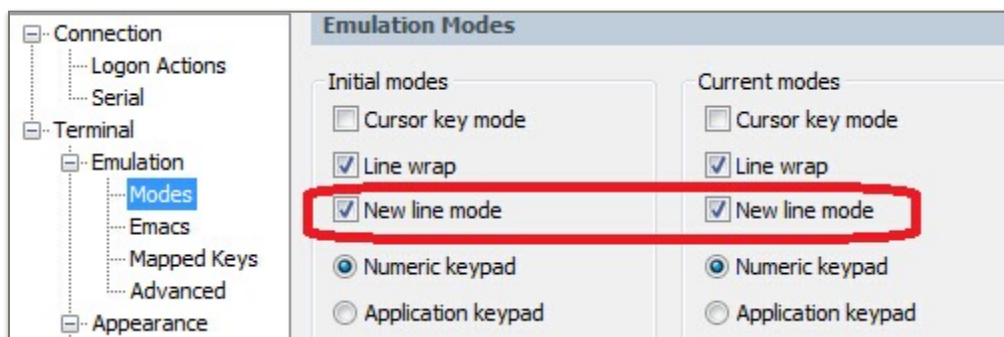 Connection
Logon Actions
Serial
Terminal
Emulation
Modes
Emacs
Mapped Keys
Advanced
Appearance
Emulation Modes
Initial modes
Cursor key mode
Line wrap
New line mode
Numeric keypad
Application keypad
Current modes
Cursor key mode
Line wrap
New line mode
Numeric keypad
Application keypad